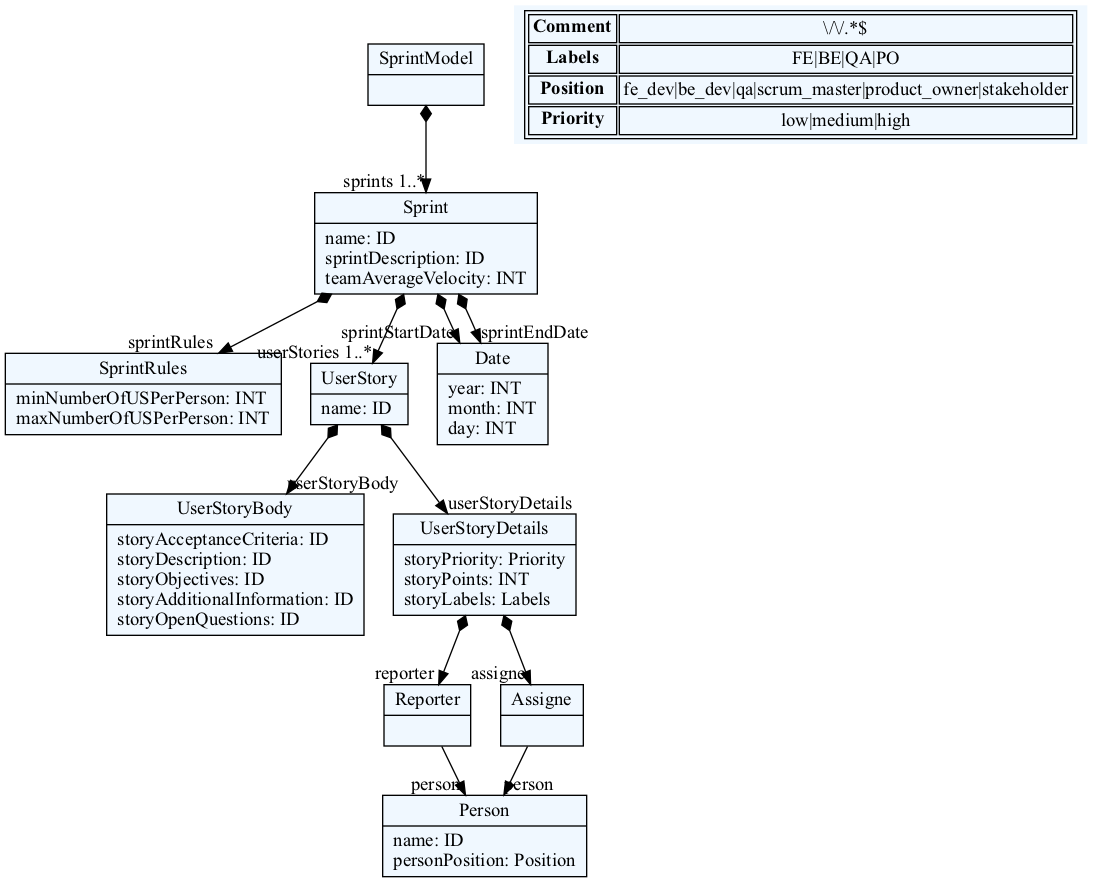 SprintModel
Comment \/\/.*$
Labels FE|BE|QA|PO
Position fe_dev|be_dev|qa|scrum_master|product_owner|stakeholder
Priority low|medium|high
sprints 1..*
Sprint
name: ID
sprintDescription: ID
teamAverageVelocity: INT
sprintRules
userStories 1..*
sprintStartDate
sprintEndDate
SprintRules
minNumberOfUSPerPerson: INT
maxNumberOfUSPerPerson: INT
UserStory
name: ID
Date
year: INT
month: INT
day: INT
userStoryBody
userStoryDetails
UserStoryBody
storyAcceptanceCriteria: ID
storyDescription: ID
storyObjectives: ID
storyAdditionalInformation: ID
storyOpenQuestions: ID
UserStoryDetails
storyPriority: Priority
storyPoints: INT
storyLabels: Labels
reporter
assigne
Reporter
Assigne
person
person
Person
name: ID
personPosition: Position